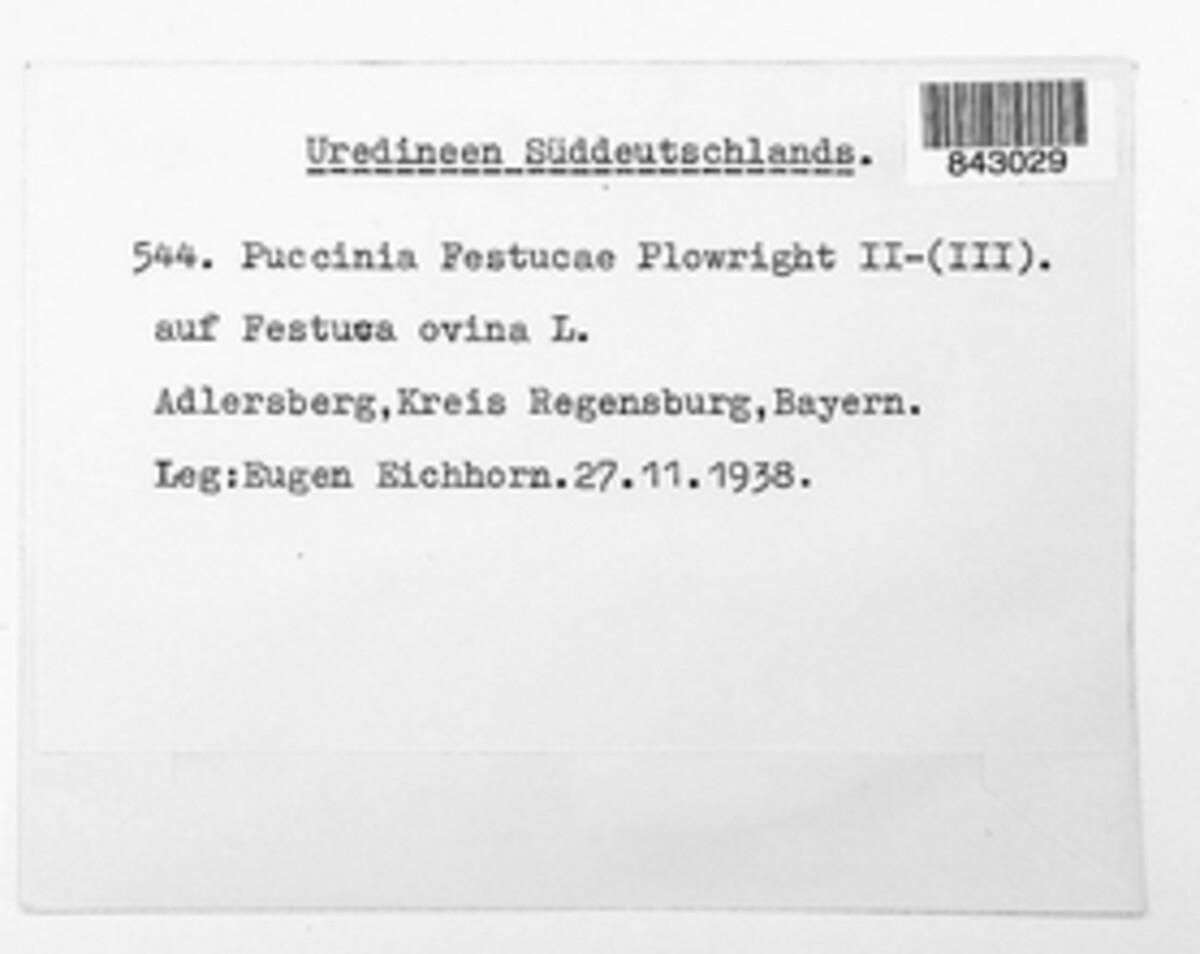 Uredineen Süddeutschlands.
843029
544. Puccinia Festucae Plowright II-(III).
auf Festuca ovina L.
Adlersberg,Kreis Regensburg,Bayern.
Leg:Eugen Eichhorn.27.11.1938.